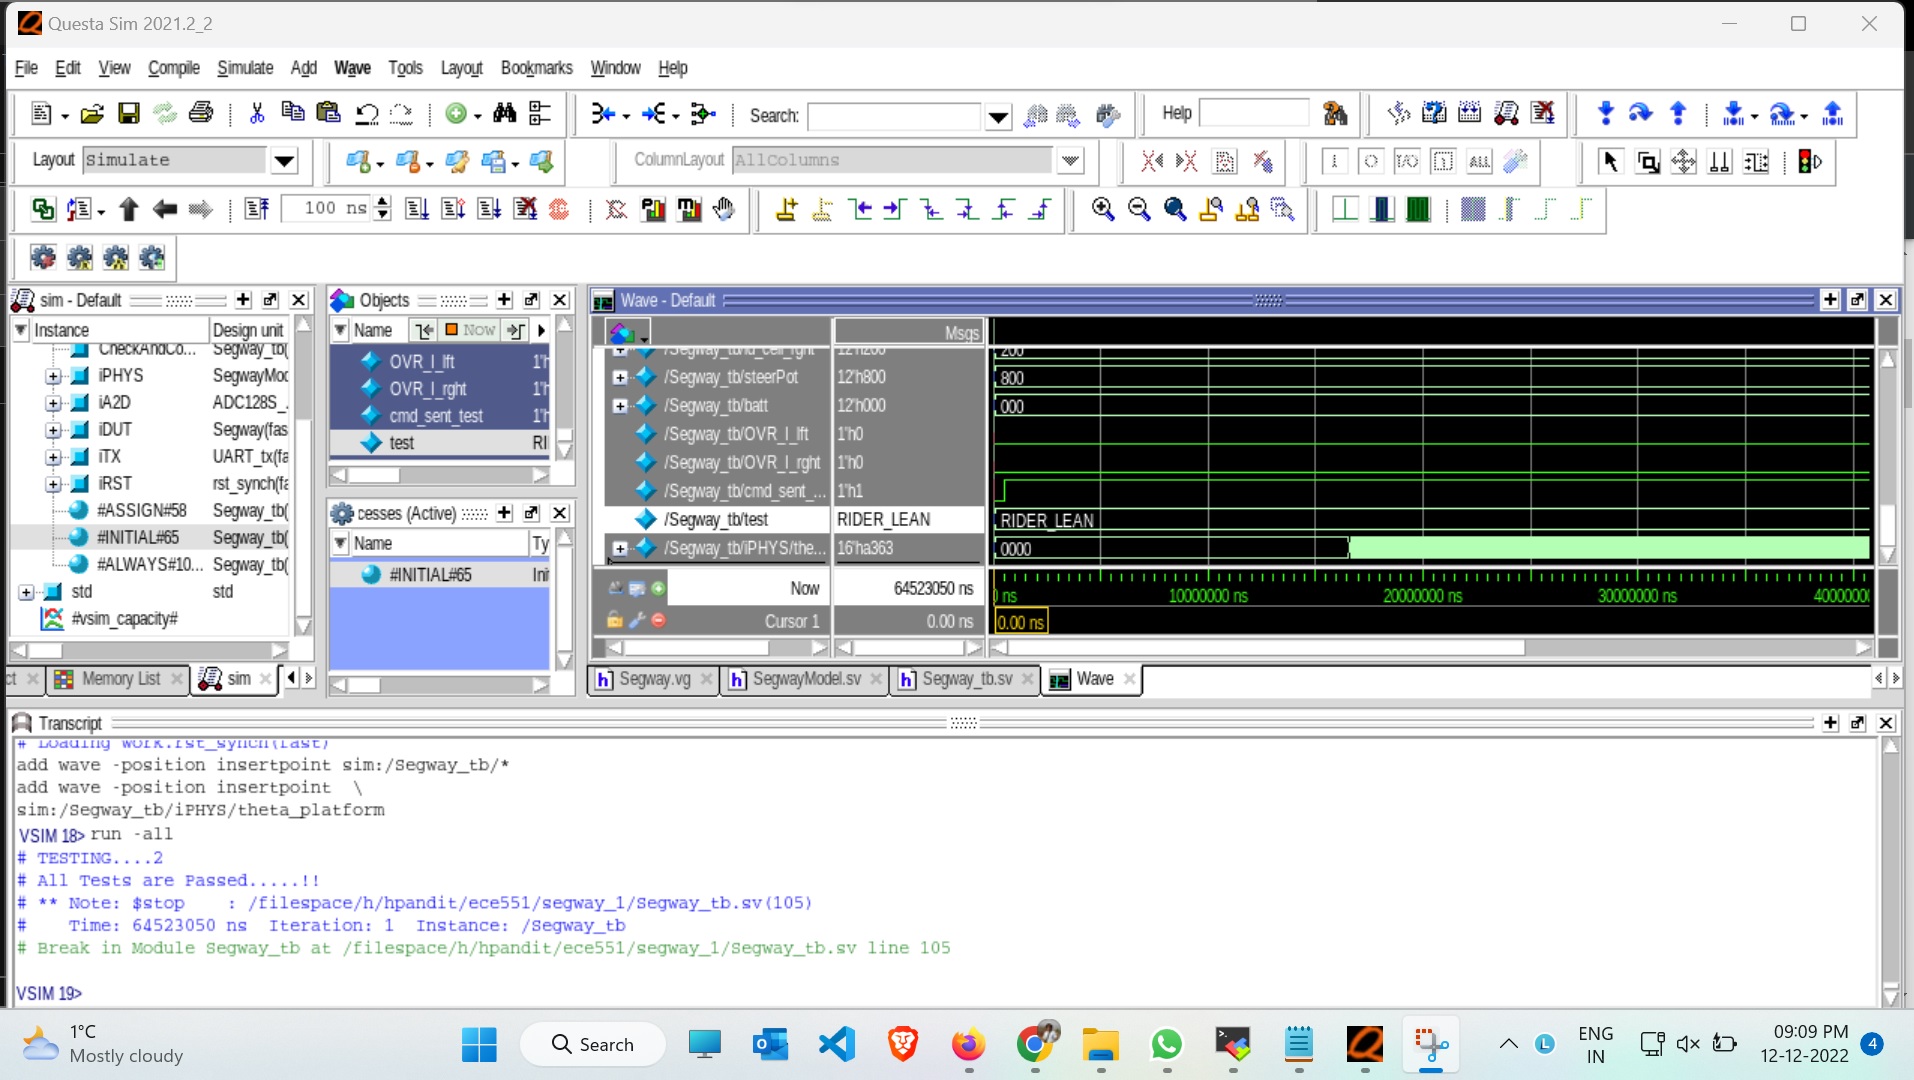 Questa Sim 2021.2_2
File Edit View Compile Simulate Add Wave Tools Layout Bookmarks Window Help
Search: Help
Layout Simulate ColumnLayout AllColumns
100 ns
sim - Default
Instance Design unit
CheckAndCo... Segway_tb(
iPHYS SegwayMod
iA2D ADC128S_.
iDUT Segway(fas
iTX UART_tx(fa
iRST rst_synch(fa
#ASSIGN#58 Segway_tb(
#INITIAL#65 Segway_tb(
#ALWAYS#10... Segway_tb(
std std
#vsim_capacity#
ct Memory List sim
Objects
Name Now
OVR_I_lft 1'h
OVR_I_rght 1'h
cmd_sent_test 1'h
test RI
cesses (Active)
Name Ty
#INITIAL#65 Ini
Wave - Default
Msgs
/Segway_tb/ld_cell_rght 12'h200 200
/Segway_tb/steerPot 12'h800 800
/Segway_tb/batt 12'h000 000
/Segway_tb/OVR_I_lft 1'h0
/Segway_tb/OVR_I_rght 1'h0
/Segway_tb/cmd_sent_... 1'h1
/Segway_tb/test RIDER_LEAN RIDER_LEAN
/Segway_tb/iPHYS/the... 16'ha363 0000
Now 64523050 ns ns 10000000 ns 20000000 ns 30000000 ns 4000000
Cursor 1 0.00 ns 0.00 ns
Segway.vg SegwayModel.sv Segway_tb.sv Wave
Transcript
# Loading work.rst_synch(fast)
add wave -position insertpoint sim:/Segway_tb/*
add wave -position insertpoint \
sim:/Segway_tb/iPHYS/theta_platform
VSIM 18> run -all
# TESTING....2
# All Tests are Passed.....!!
# ** Note: $stop : /filespace/h/hpandit/ece551/segway_1/Segway_tb.sv(105)
# Time: 64523050 ns Iteration: 1 Instance: /Segway_tb
# Break in Module Segway_tb at /filespace/h/hpandit/ece551/segway_1/Segway_tb.sv line 105
VSIM 19>
1°C
Mostly cloudy
Search
ENG
IN
09:09 PM
12-12-2022
4